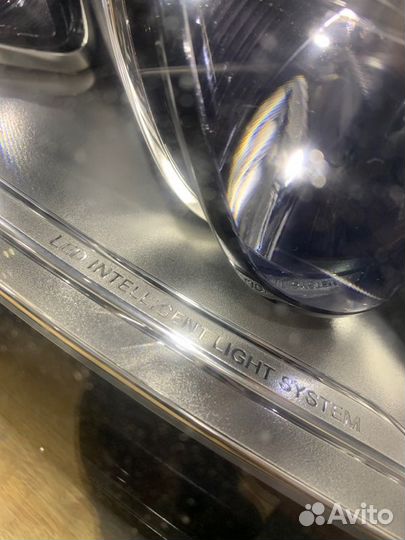 LED INTELLIGENT LIGHT SYSTEM
Avito